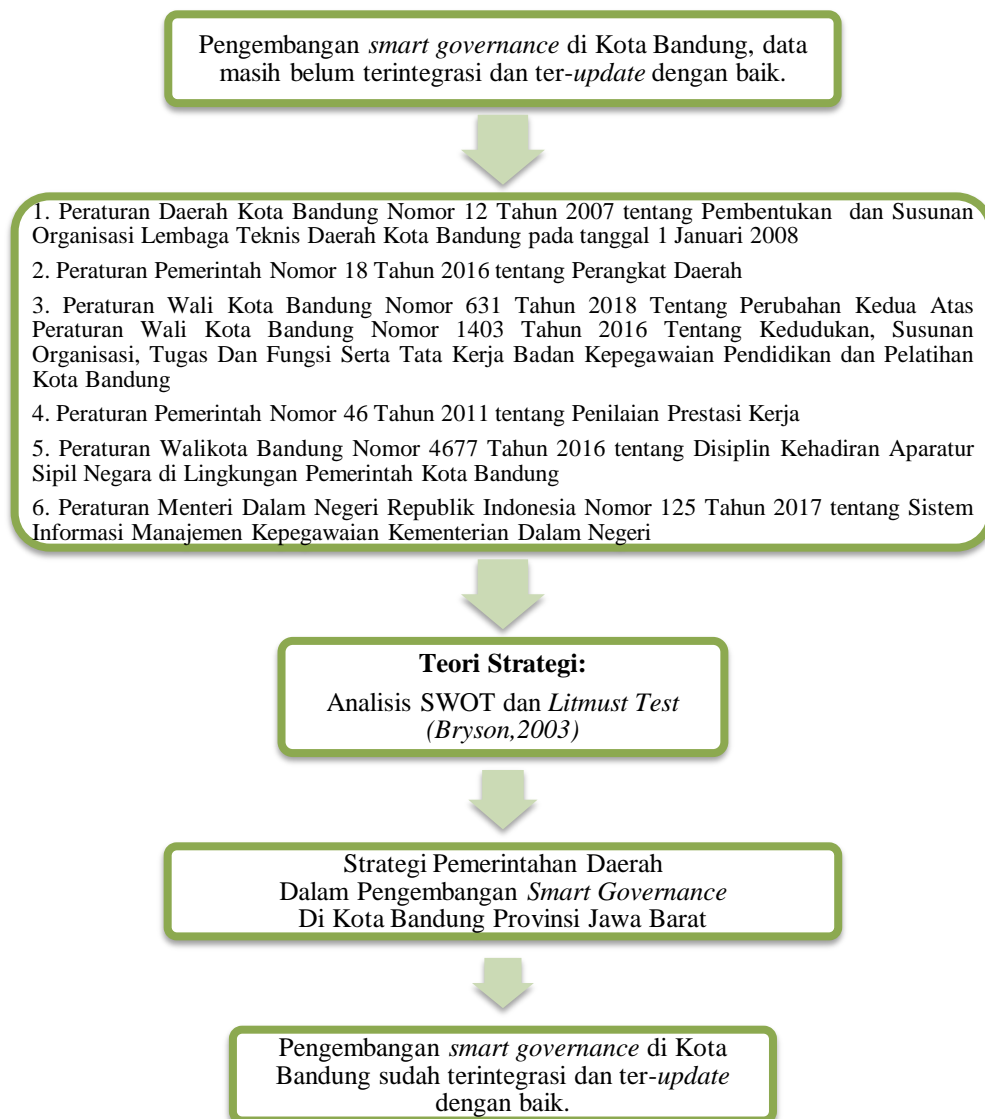 Pengembangan smart governance di Kota Bandung, data
masih belum terintegrasi dan ter-update dengan baik.
1. Peraturan Daerah Kota Bandung Nomor 12 Tahun 2007 tentang Pembentukan dan Susunan
Organisasi Lembaga Teknis Daerah Kota Bandung pada tanggal 1 Januari 2008
2. Peraturan Pemerintah Nomor 18 Tahun 2016 tentang Perangkat Daerah
3. Peraturan Wali Kota Bandung Nomor 631 Tahun 2018 Tentang Perubahan Kedua Atas
Peraturan Wali Kota Bandung Nomor 1403 Tahun 2016 Tentang Kedudukan, Susunan
Organisasi, Tugas Dan Fungsi Serta Tata Kerja Badan Kepegawaian Pendidikan dan Pelatihan
Kota Bandung
4. Peraturan Pemerintah Nomor 46 Tahun 2011 tentang Penilaian Prestasi Kerja
5. Peraturan Walikota Bandung Nomor 4677 Tahun 2016 tentang Disiplin Kehadiran Aparatur
Sipil Negara di Lingkungan Pemerintah Kota Bandung
6. Peraturan Menteri Dalam Negeri Republik Indonesia Nomor 125 Tahun 2017 tentang Sistem
Informasi Manajemen Kepegawaian Kementerian Dalam Negeri
Teori Strategi:
Analisis SWOT dan Litmust Test
(Bryson,2003)
Strategi Pemerintahan Daerah
Dalam Pengembangan Smart Governance
Di Kota Bandung Provinsi Jawa Barat
Pengembangan smart governance di Kota
Bandung sudah terintegrasi dan ter-update
dengan baik.